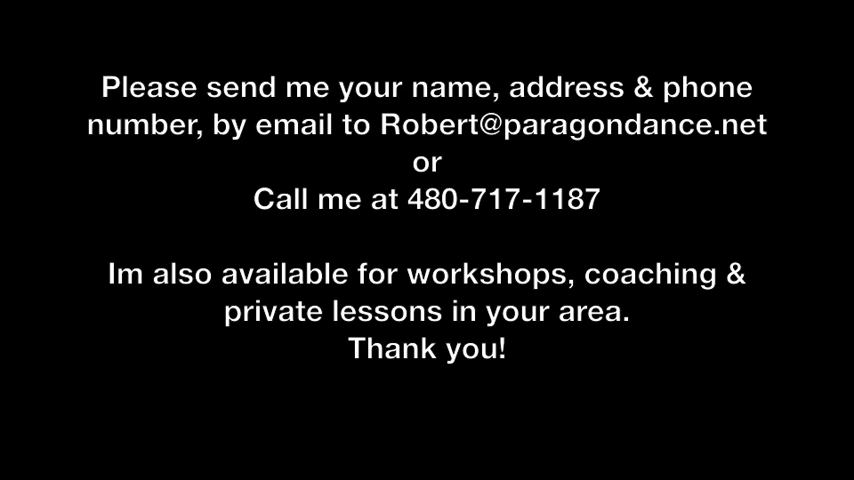 Please send me your name, address & phone
number, by email to Robert@paragondance.net
or
Call me at 480-717-1187
Im also available for workshops, coaching &
private lessons in your area.
Thank you!